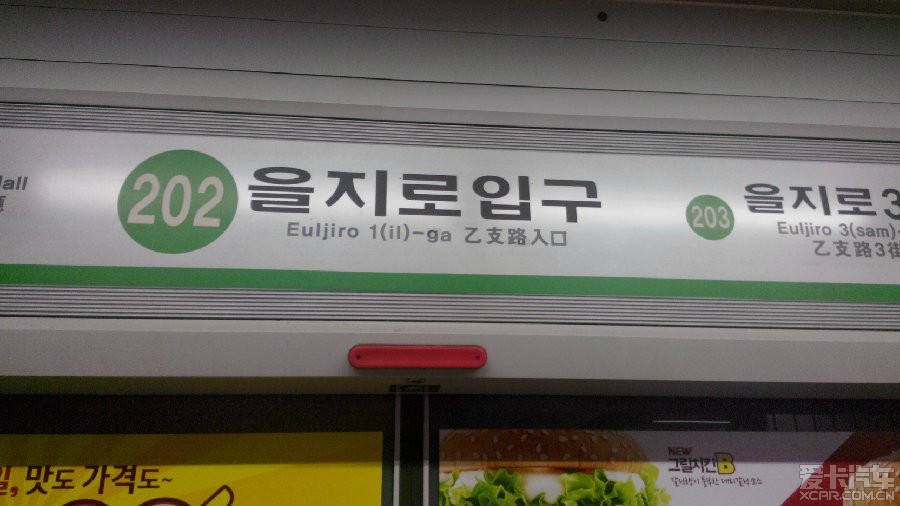 Hall
202
을지로입구
Euljiro 1(il)-ga 乙支路入口
203
을지로3
Euljiro 3(sam)-
乙支路3街
맛도 가격도~
NEW
그릴치킨B
爱卡汽车
XCAR.COM.CN